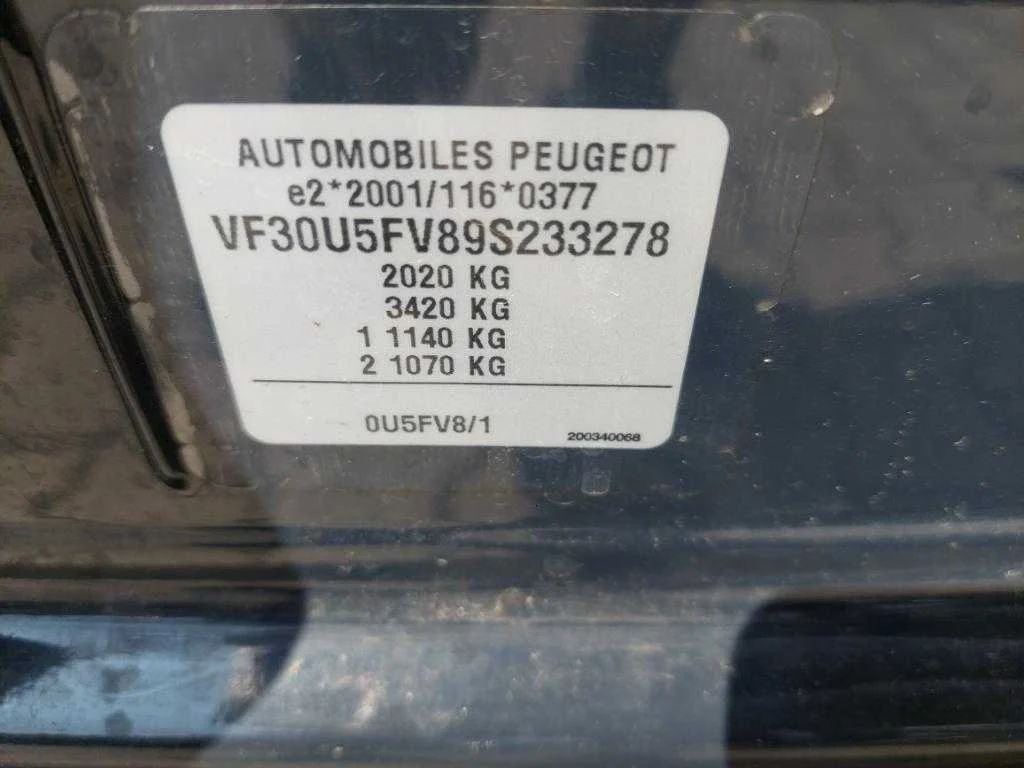 AUTOMOBILES PEUGEOT
e2*2001/116*0377
VF30U5FV89S233278
2020 KG
3420 KG
1 1140 KG
2 1070 KG
0U5FV8/1
200340068